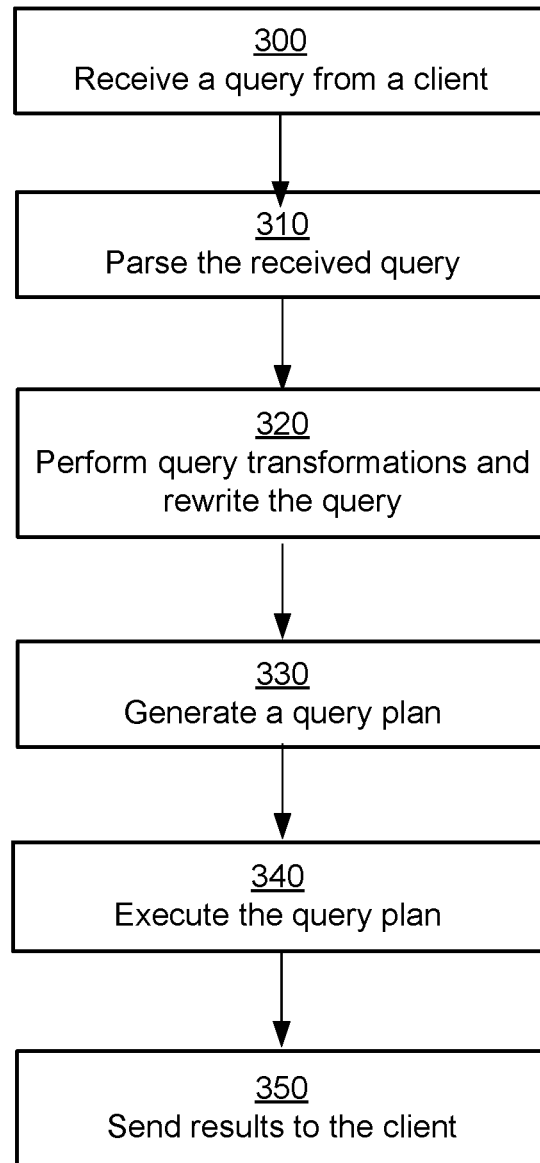 300
Receive a query from a client
310
Parse the received query
320
Perform query transformations and
rewrite the query
330
Generate a query plan
340
Execute the query plan
350
Send results to the client